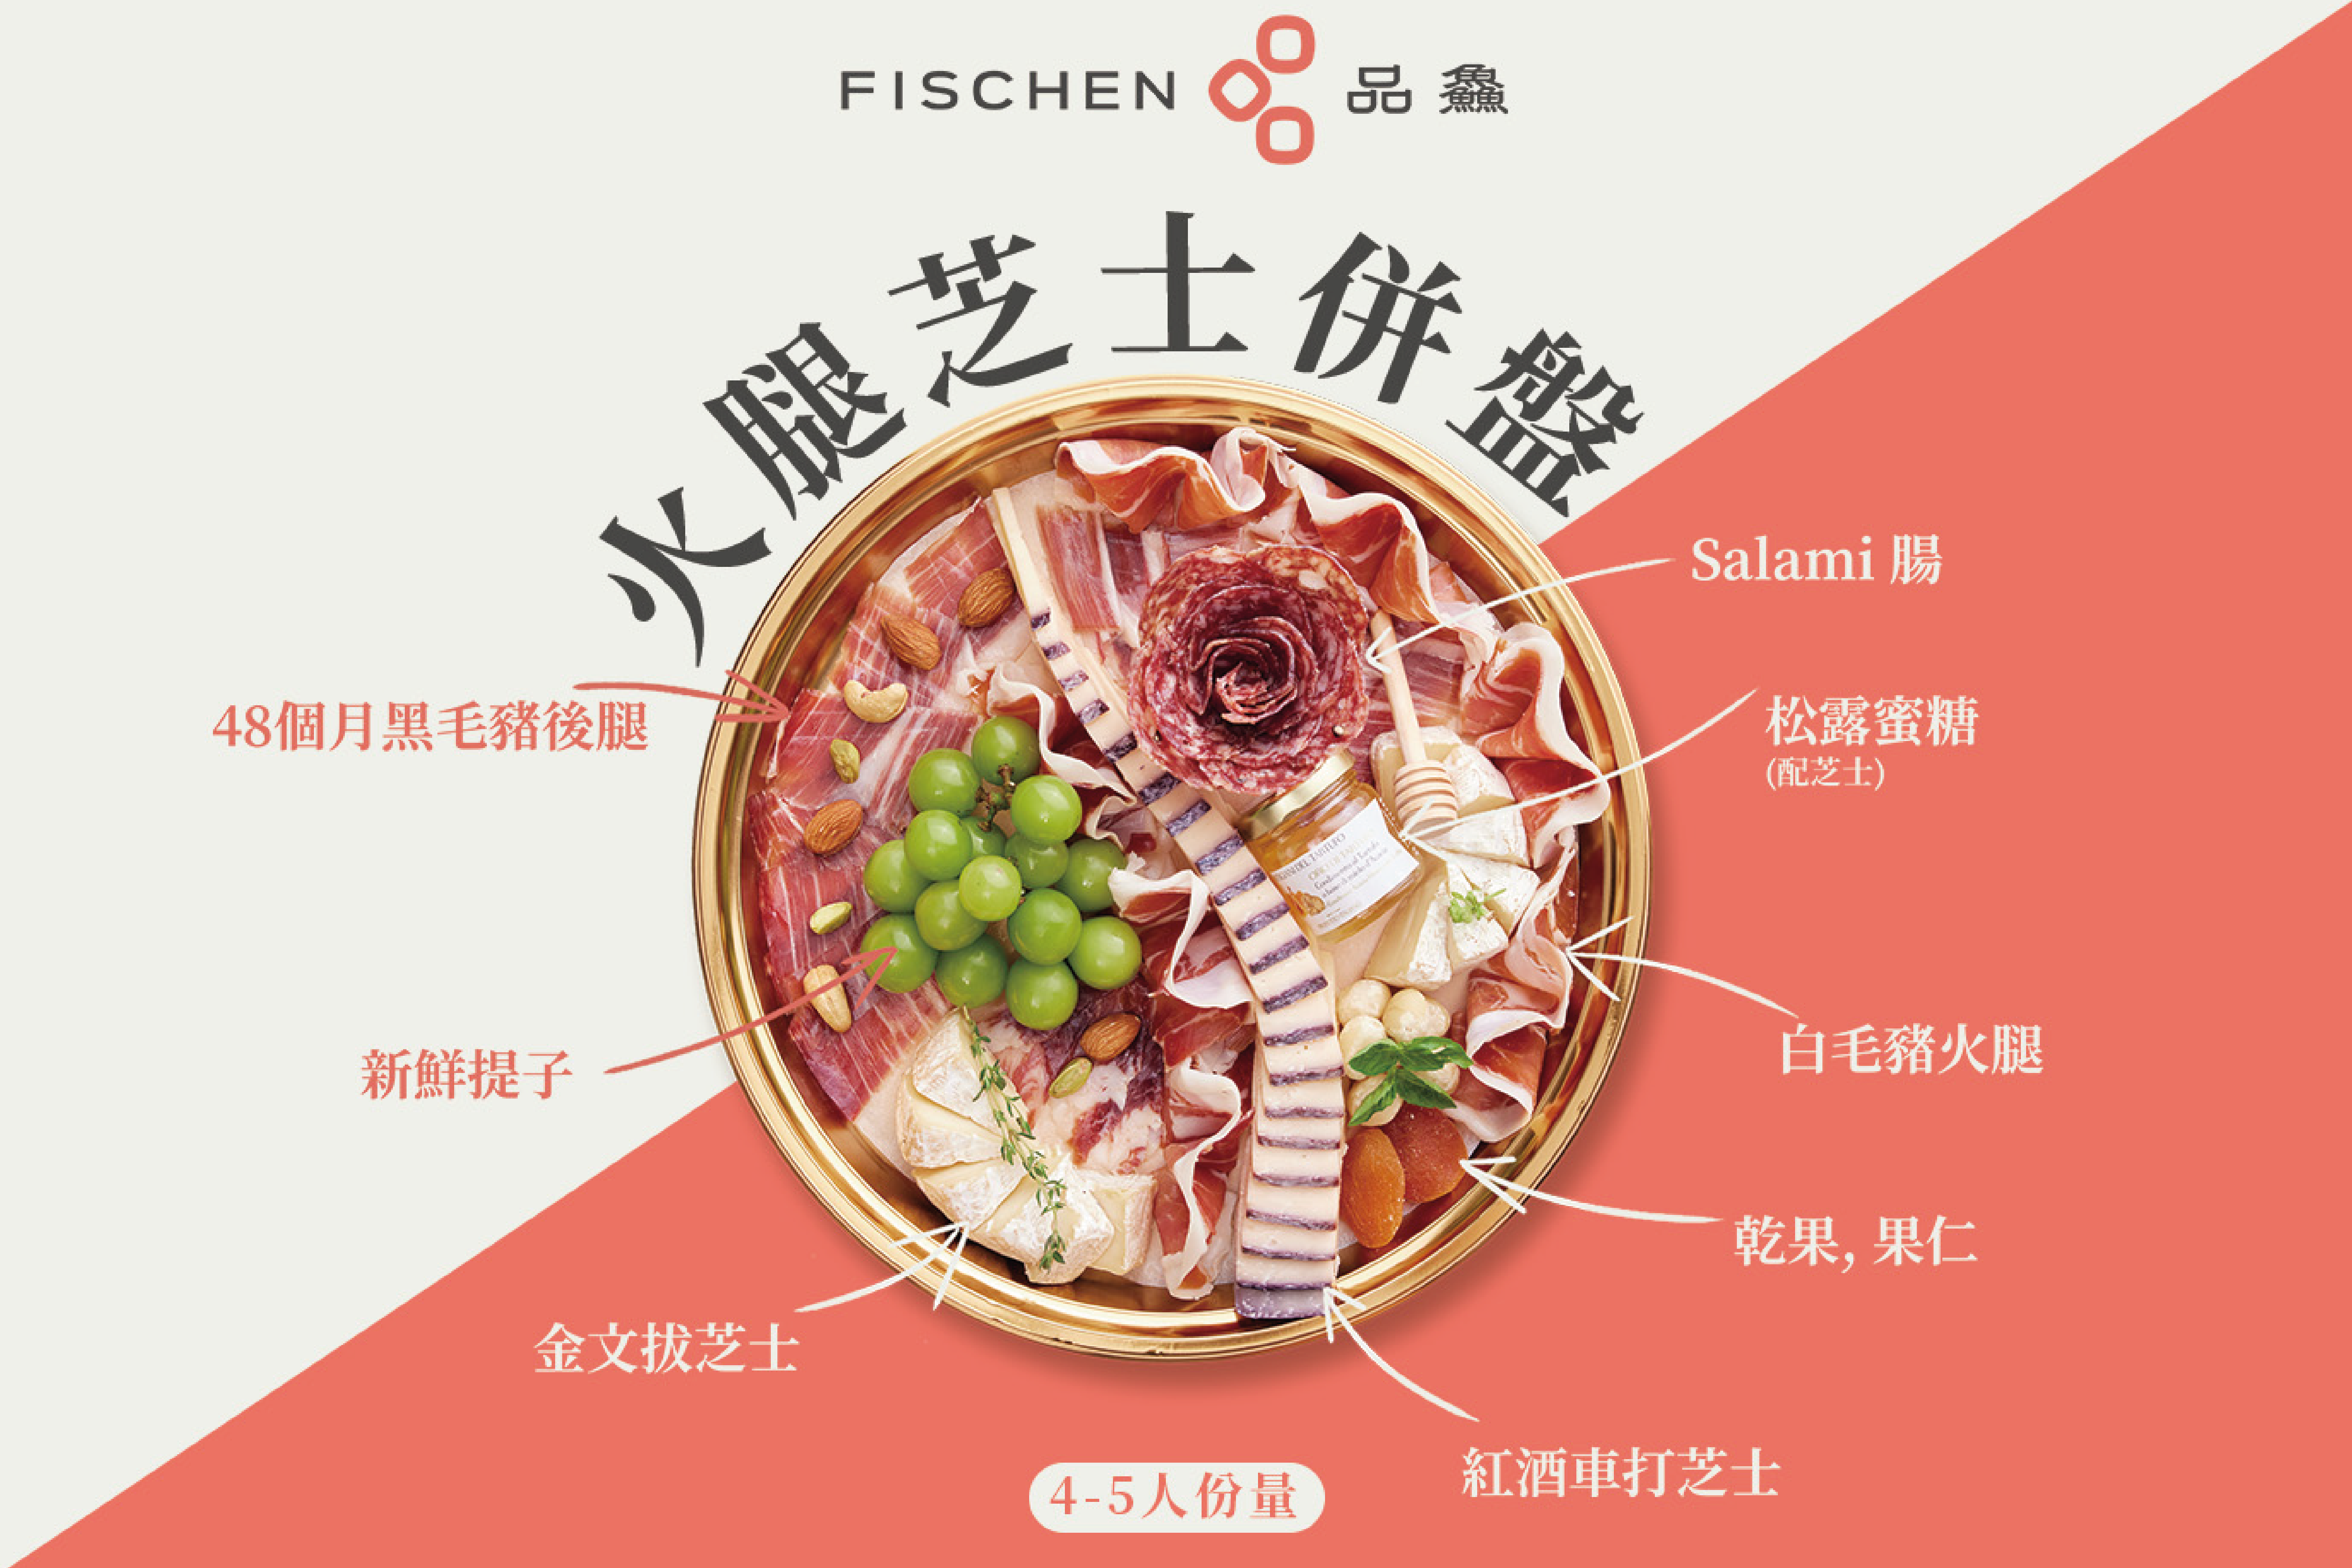 FISCHEN 品鱻
火腿芝士併盤
Salami 腸
48個月黑毛豬後腿
松露蜜糖
(配芝士)
白毛豬火腿
新鮮提子
乾果, 果仁
金文拔芝士
紅酒車打芝士
4-5人份量